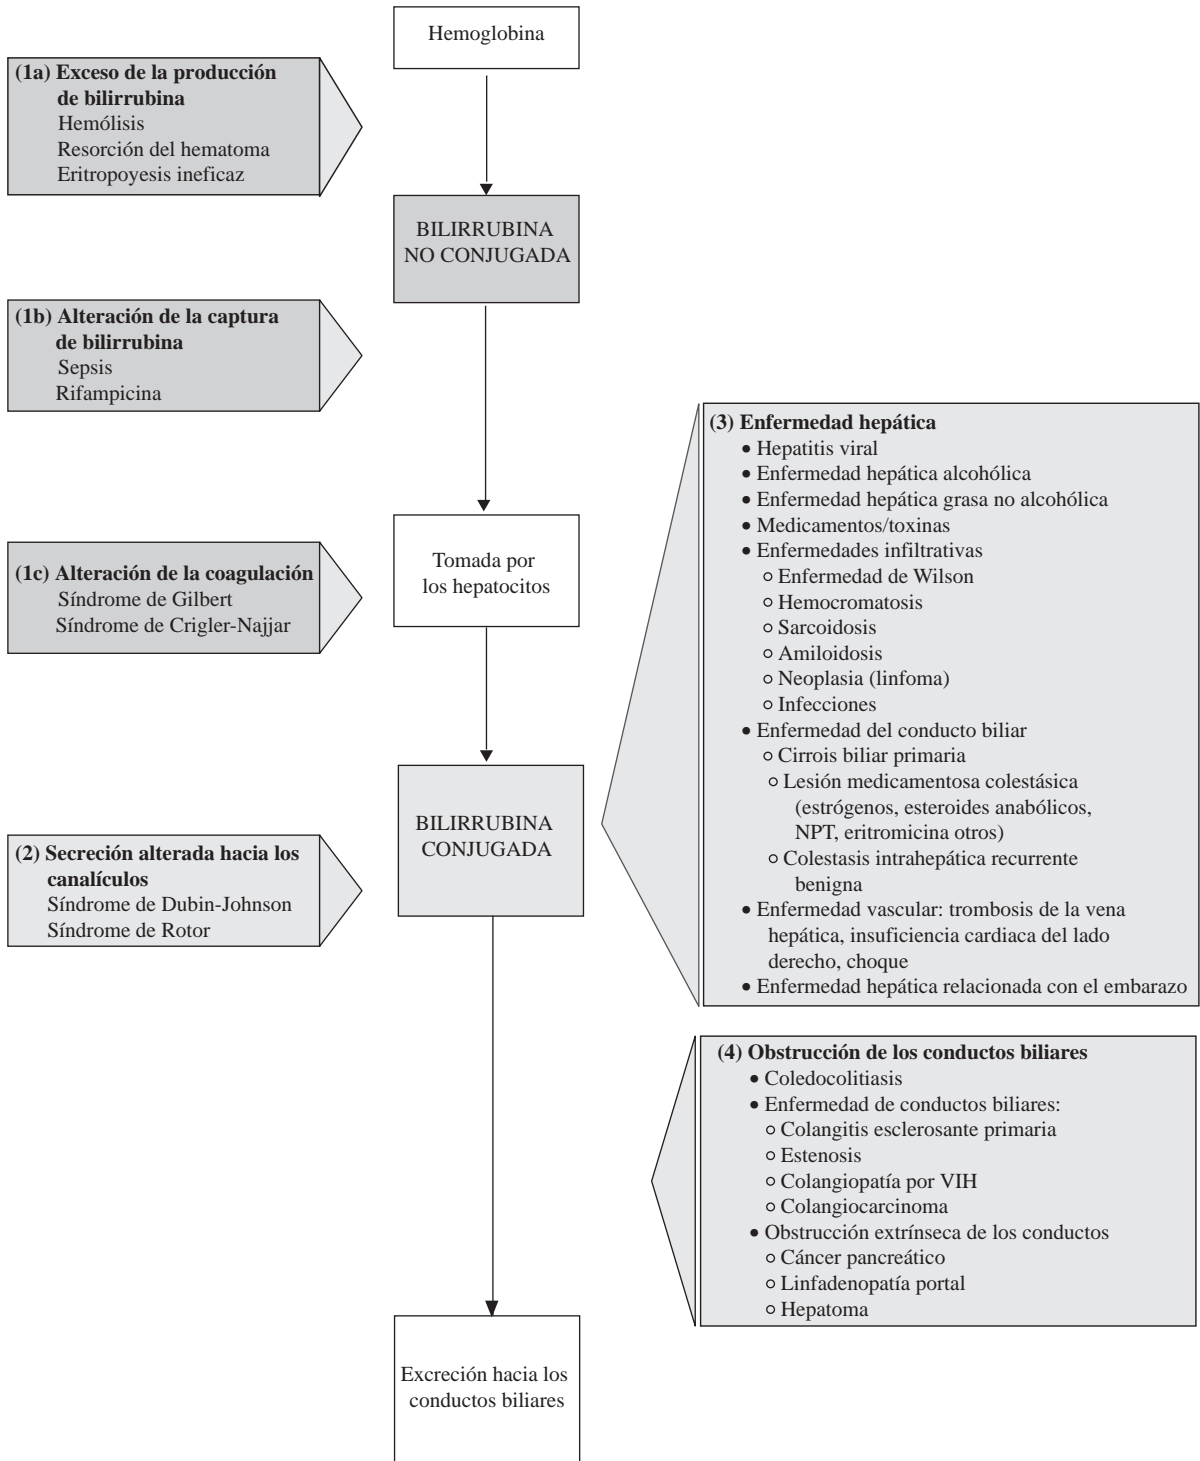 Hemoglobina
(1a) Exceso de la producción
de bilirrubina
Hemólisis
Resorción del hematoma
Eritropoyesis ineficaz
BILIRRUBINA
NO CONJUGADA
(1b) Alteración de la captura
de bilirrubina
Sepsis
Rifampicina
Tomada por
los hepatocitos
(1c) Alteración de la coagulación
Síndrome de Gilbert
Síndrome de Crigler-Najjar
BILIRRUBINA
CONJUGADA
(2) Secreción alterada hacia los
canalículos
Síndrome de Dubin-Johnson
Síndrome de Rotor
(3) Enfermedad hepática
• Hepatitis viral
• Enfermedad hepática alcohólica
• Enfermedad hepática grasa no alcohólica
• Medicamentos/toxinas
• Enfermedades infiltrativas
○ Enfermedad de Wilson
○ Hemocromatosis
○ Sarcoidosis
○ Amiloidosis
○ Neoplasia (linfoma)
○ Infecciones
• Enfermedad del conducto biliar
○ Cirrois biliar primaria
○ Lesión medicamentosa colestásica
(estrógenos, esteroides anabólicos,
NPT, eritromicina otros)
○ Colestasis intrahepática recurrente
benigna
• Enfermedad vascular: trombosis de la vena
hepática, insuficiencia cardiaca del lado
derecho, choque
• Enfermedad hepática relacionada con el embarazo
(4) Obstrucción de los conductos biliares
• Coledocolitiasis
• Enfermedad de conductos biliares:
○ Colangitis esclerosante primaria
○ Estenosis
○ Colangiopatía por VIH
○ Colangiocarcinoma
• Obstrucción extrínseca de los conductos
○ Cáncer pancreático
○ Linfadenopatía portal
○ Hepatoma
Excreción hacia los
conductos biliares